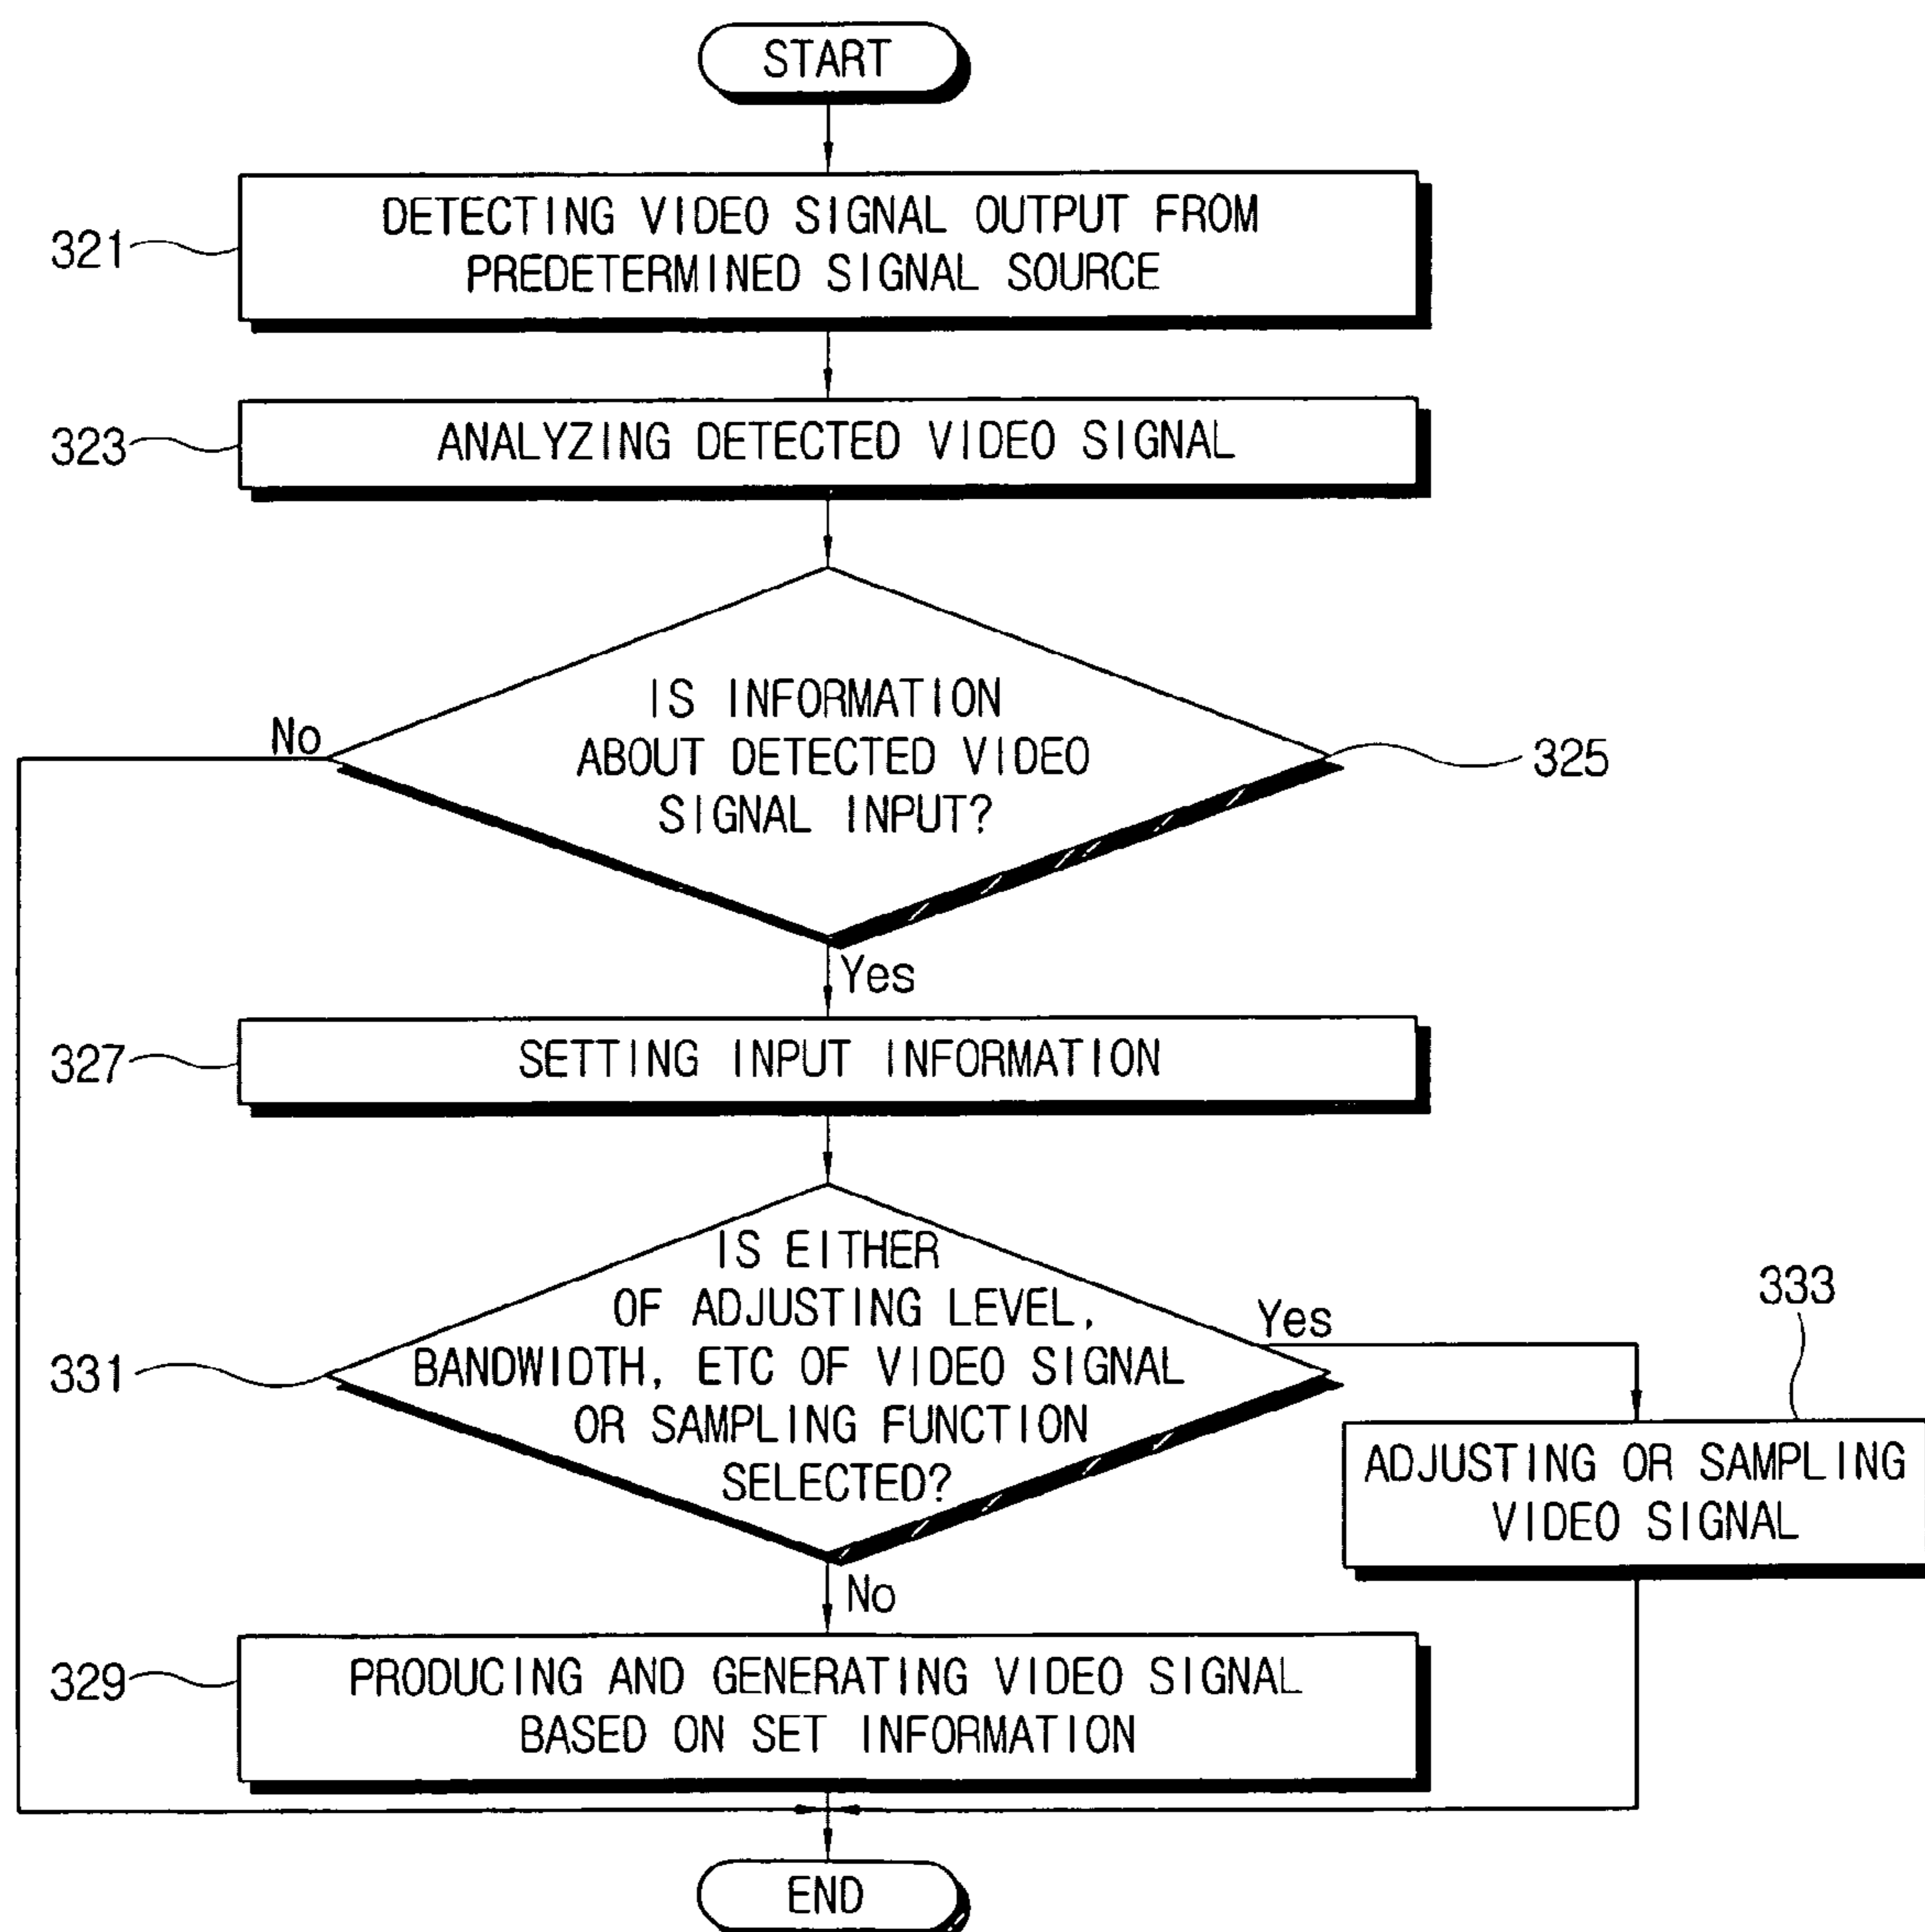 START
321
DETECTING VIDEO SIGNAL OUTPUT FROM
PREDETERMINED SIGNAL SOURCE
323
ANALYZING DETECTED VIDEO SIGNAL
No
IS INFORMATION
ABOUT DETECTED VIDEO
SIGNAL INPUT?
325
Yes
327
SETTING INPUT INFORMATION
331
IS EITHER
OF ADJUSTING LEVEL,
BANDWIDTH, ETC OF VIDEO SIGNAL
OR SAMPLING FUNCTION
SELECTED?
Yes
333
ADJUSTING OR SAMPLING
VIDEO SIGNAL
No
329
PRODUCING AND GENERATING VIDEO SIGNAL
BASED ON SET INFORMATION
END